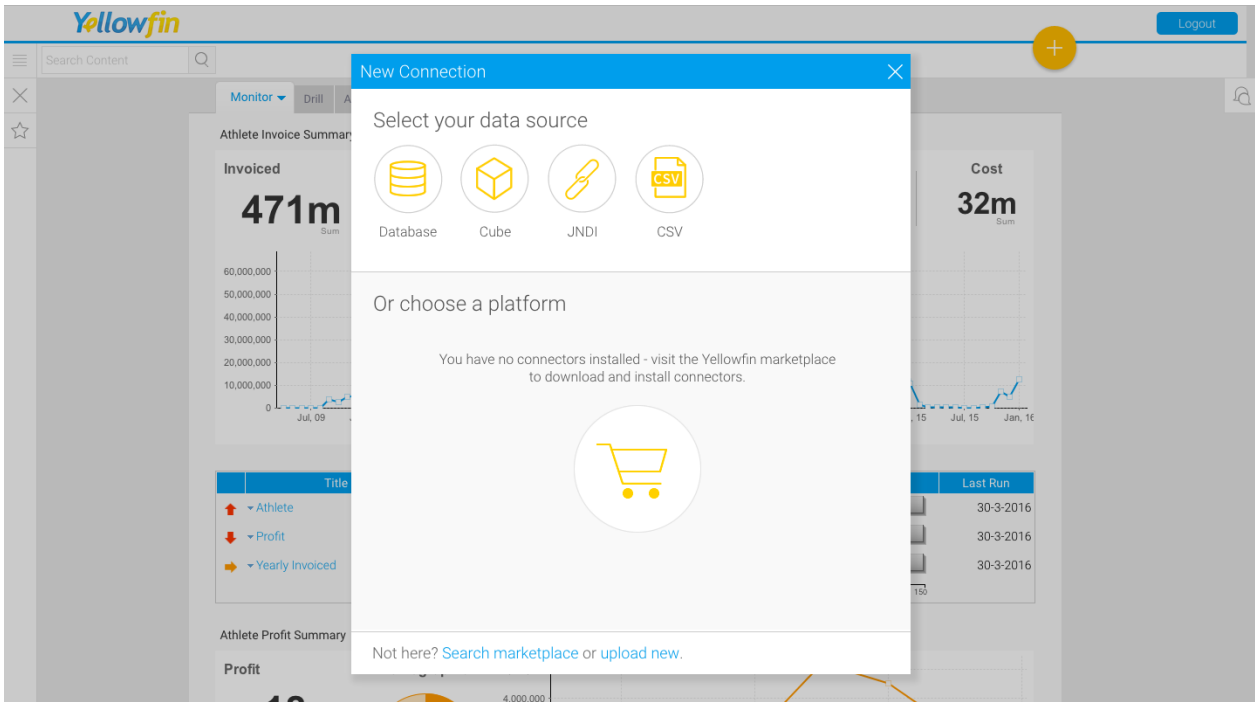 Yellowfin
Logout
Search Content
+
New Connection
Monitor
Drill
A
Athlete Invoice Summary
Invoiced
471m
Sum
60,000,000
50,000,000
40,000,000
30,000,000
20,000,000
10,000,000
0
Jul, 09
Select your data source
CSV
Database
Cube
JNDI
CSV
Or choose a platform
You have no connectors installed - visit the Yellowfin marketplace
to download and install connectors.
Not here? Search marketplace or upload new.
Cost
32m
Sum
, 15
Jul, 15
Jan, 16
Title
Last Run
Athlete
30-3-2016
Profit
30-3-2016
Yearly Invoiced
30-3-2016
150
Athlete Profit Summary
Profit
4,000,000